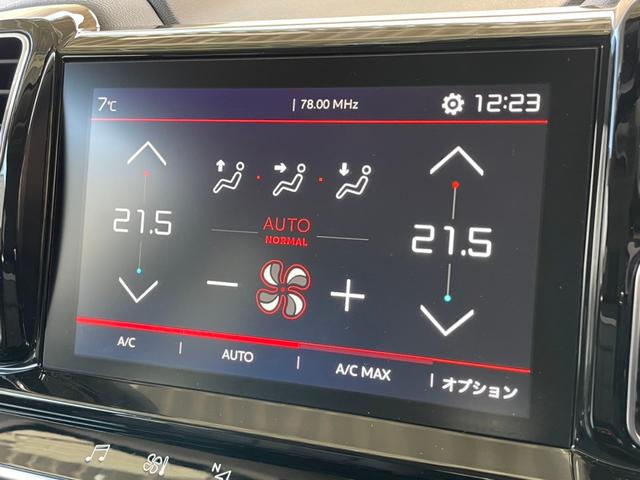 7℃ | 78.00 MHz 12:23
21.5 21.5
AUTO
NORMAL
− +
A/C | AUTO | A/C MAX | オプション
N